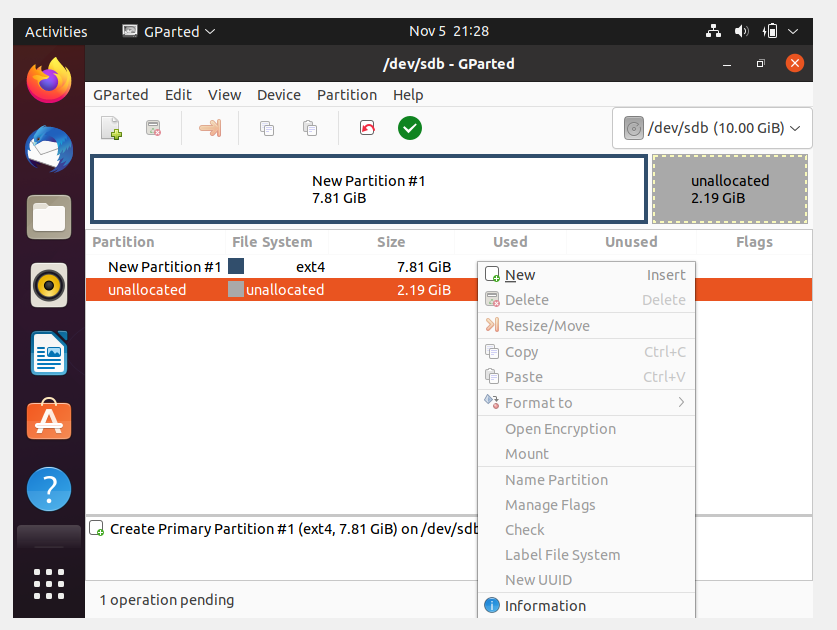 Activities GParted Nov 5 21:28
/dev/sdb - GParted
GParted Edit View Device Partition Help
/dev/sdb (10.00 GiB)
New Partition #1
7.81 GiB
unallocated
2.19 GiB
Partition File System Size Used Unused Flags
New Partition #1 ext4 7.81 GiB
unallocated unallocated 2.19 GiB
New Insert
Delete Delete
Resize/Move
Copy Ctrl+C
Paste Ctrl+V
Format to
Open Encryption
Mount
Name Partition
Manage Flags
Check
Label File System
New UUID
Information
Create Primary Partition #1 (ext4, 7.81 GiB) on /dev/sdb
1 operation pending